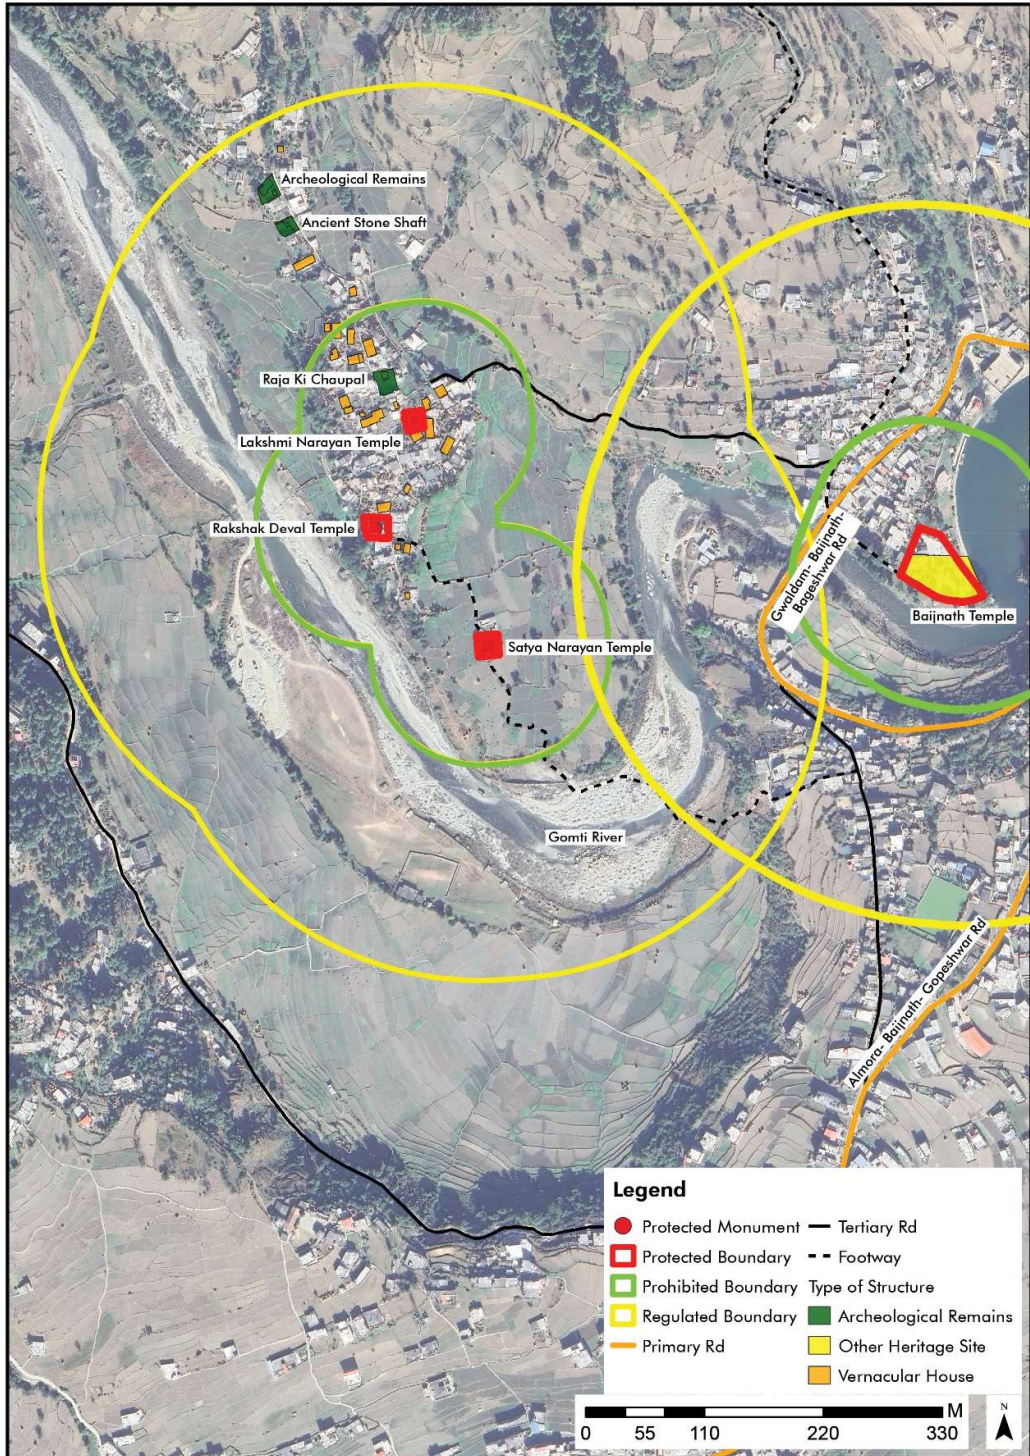 Archeological Remains
Ancient Stone Shaft
Raja Ki Chaupal
Lakshmi Narayan Temple
Rakshak Deval Temple
Satya Narayan Temple
Gwaldam- Baijnath-
Bageshwar Rd
Baijnath Temple
Gomti River
Almora- Baijnath- Gopeshwar Rd
Legend
Protected Monument
Protected Boundary
Prohibited Boundary
Regulated Boundary
Primary Rd
Tertiary Rd
Footway
Type of Structure
Archeological Remains
Other Heritage Site
Vernacular House
M
0 55 110 220 330
N